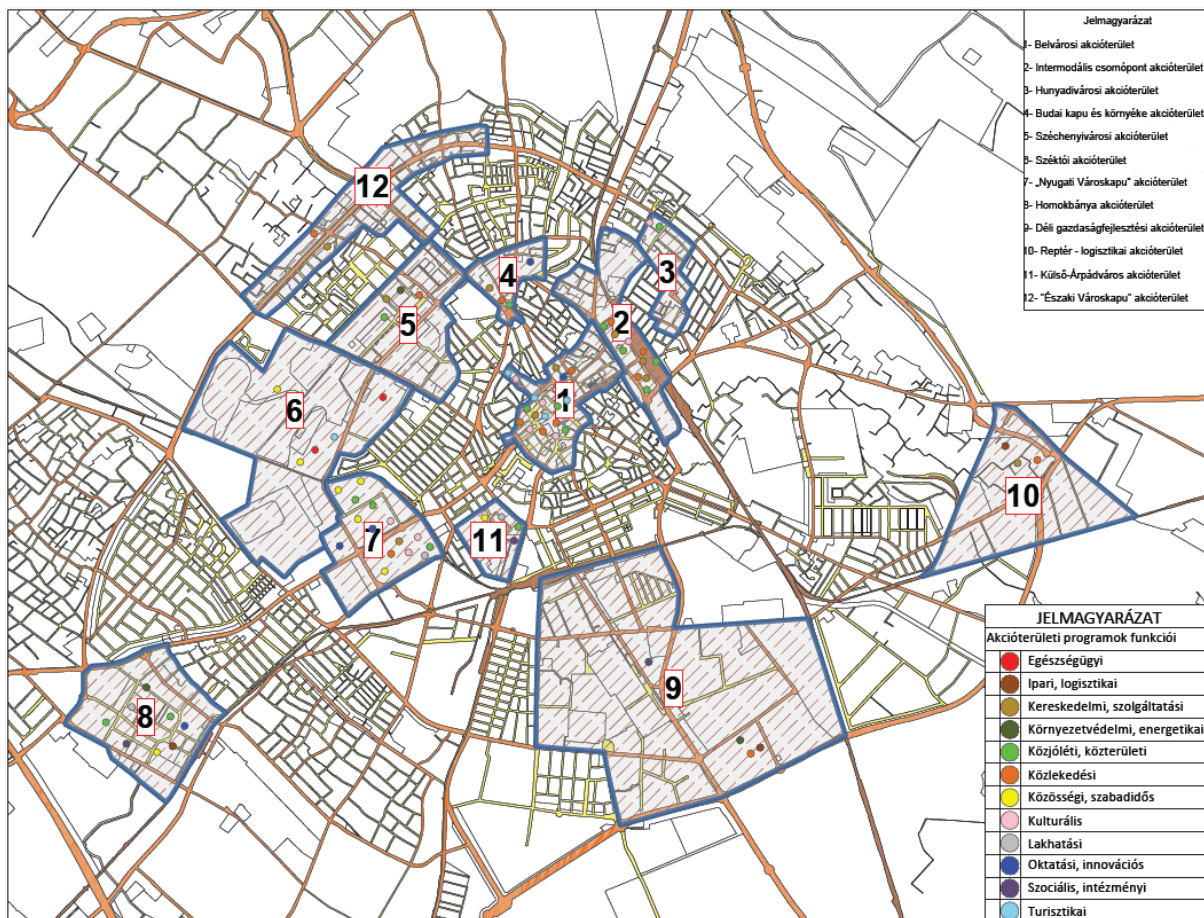 Jelmagyarázat
1- Belvárosi akcióterület
2- Intermodális csomópont akcióterület
3- Hunyadivárosi akcióterület
4- Budai kapu és környéke akcióterület
5- Széchenyivárosi akcióterület
6- Széktói akcióterület
7- „Nyugati Városkapu" akcióterület
8- Homokbánya akcióterület
9- Déli gazdaságfejlesztési akcióterület
10- Reptér - logisztikai akcióterület
11- Külső-Árpádváros akcióterület
12- "Északi Városkapu" akcióterület
12
4
3
5
2
1
6
10
7
11
9
8
JELMAGYARÁZAT
Akcióterületi programok funkciói
Egészségügyi
Ipari, logisztikai
Kereskedelmi, szolgáltatási
Környezetvédelmi, energetikai
Közjóléti, közterületi
Közlekedési
Közösségi, szabadidős
Kulturális
Lakhatási
Oktatási, innovációs
Szociális, intézményi
Turisztikai